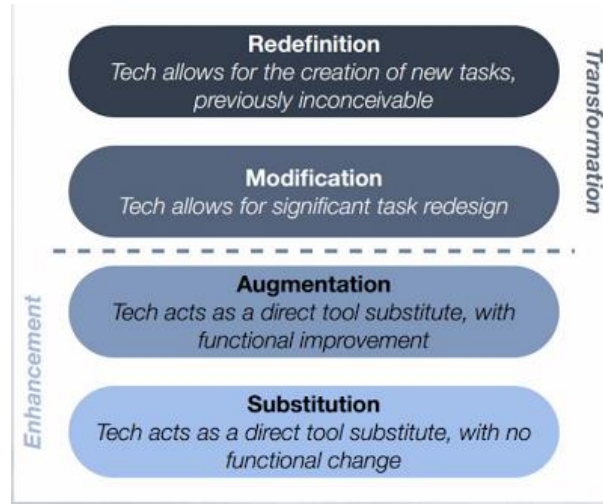 Redefinition
Tech allows for the creation of new tasks,
previously inconceivable
Transformation
Modification
Tech allows for significant task redesign
Augmentation
Tech acts as a direct tool substitute, with
functional improvement
Enhancement
Substitution
Tech acts as a direct tool substitute, with no
functional change